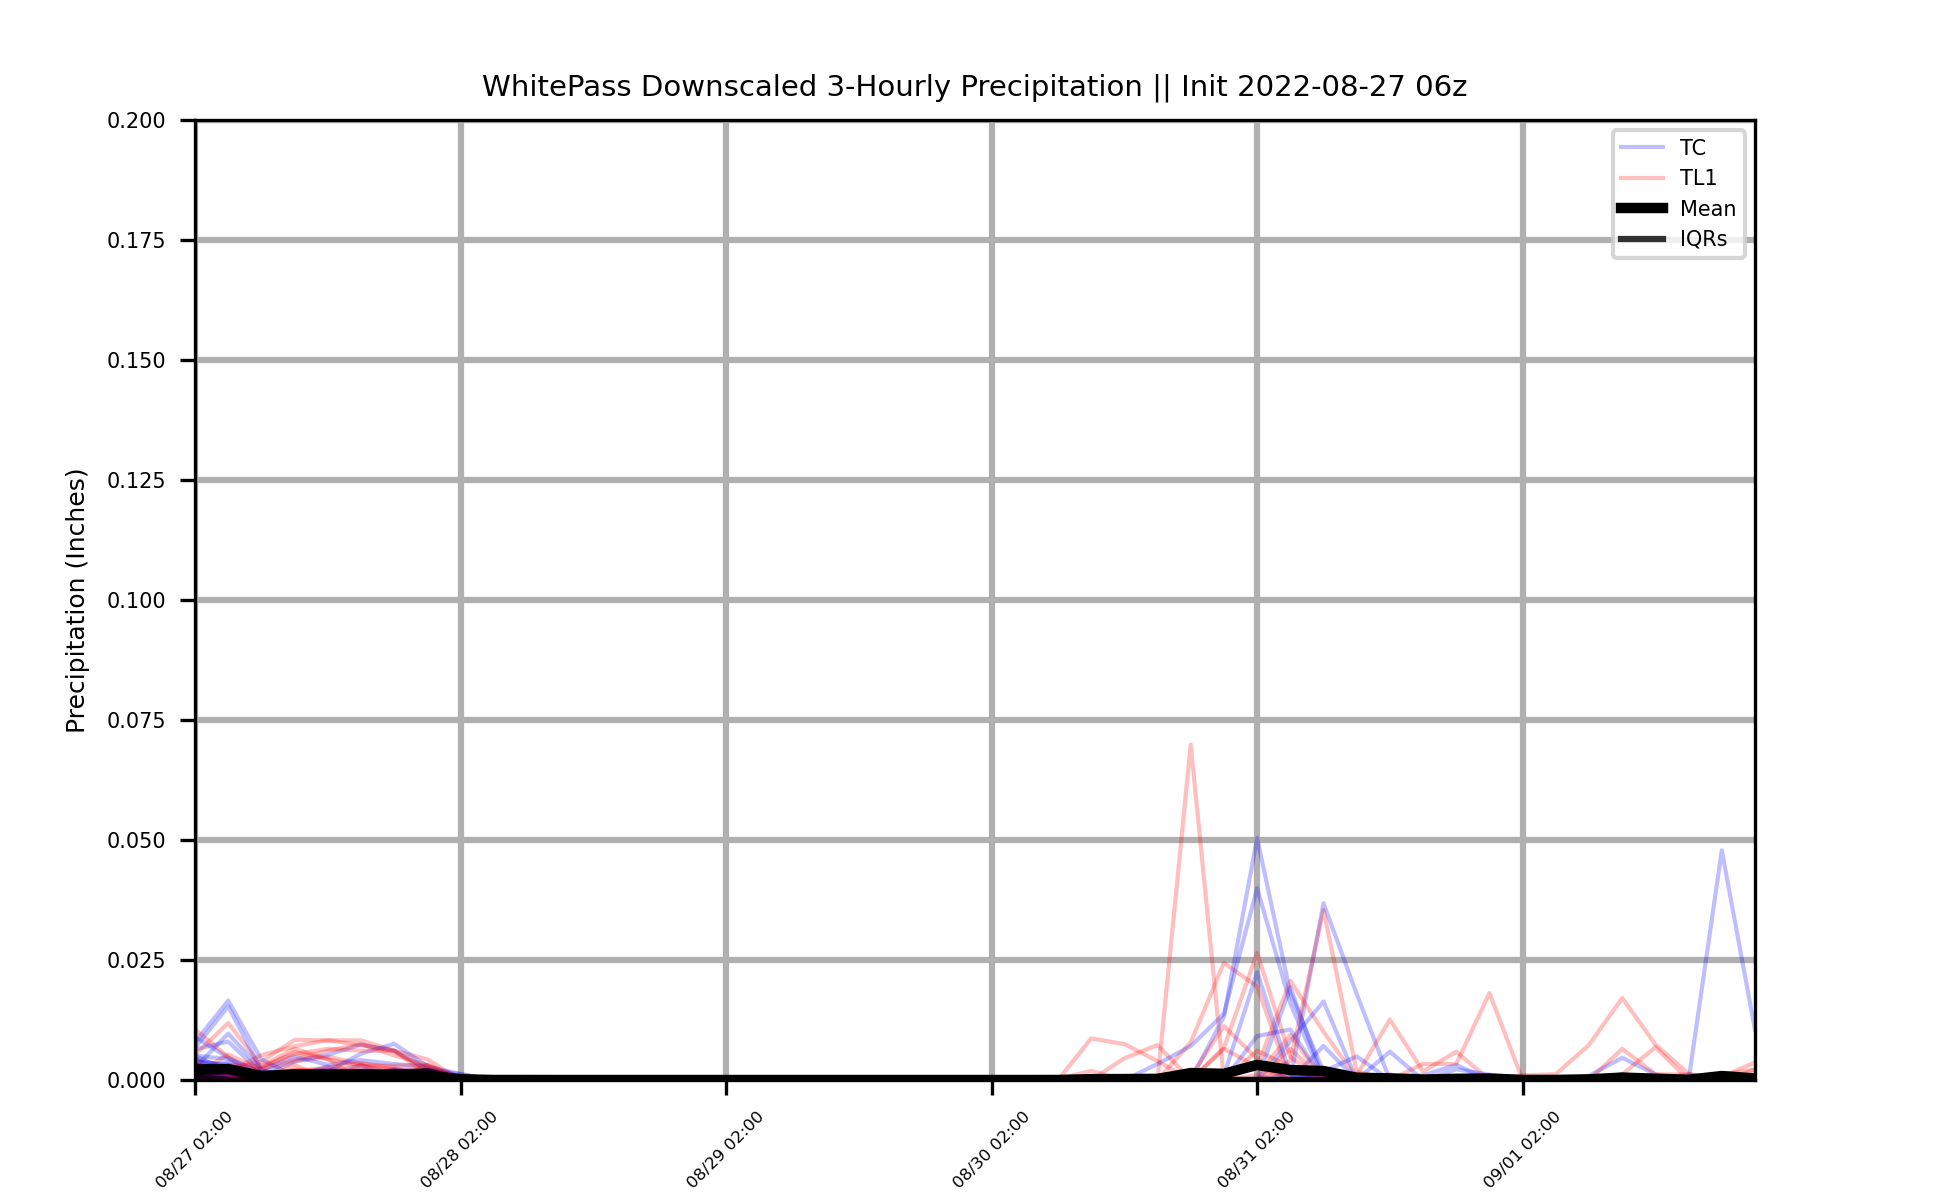 WhitePass Downscaled 3-Hourly Precipitation || Init 2022-08-27 06z
0.200
0.175
0.150
0.125
0.100
0.075
0.050
0.025
0.000
Precipitation (Inches)
TC
TL1
Mean
IQRs
08/27 02:00
08/28 02:00
08/29 02:00
08/30 02:00
08/31 02:00
09/01 02:00